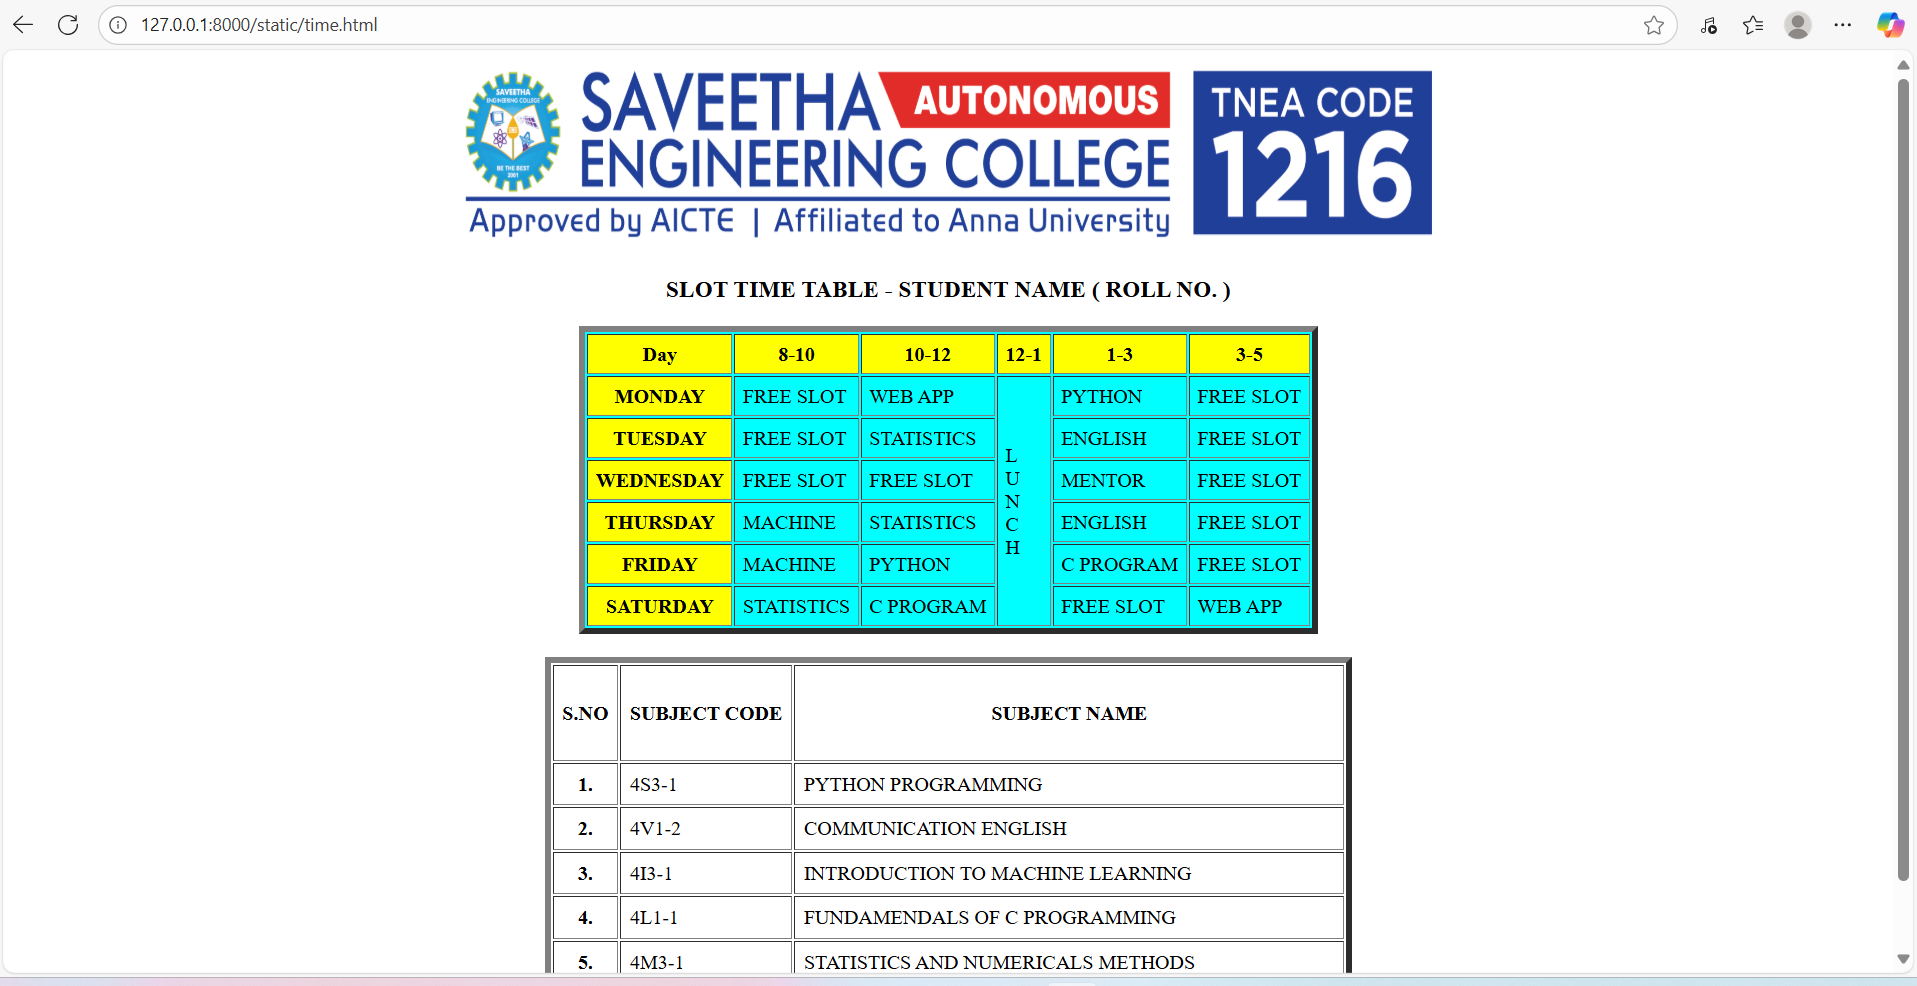 127.0.0.1:8000/static/time.html
SAVEETHA
ENGINEERING COLLEGE
BE THE BEST
2001
SAVEETHA AUTONOMOUS
ENGINEERING COLLEGE
Approved by AICTE | Affiliated to Anna University
TNEA CODE
1216
SLOT TIME TABLE - STUDENT NAME ( ROLL NO. )
Day 8-10 10-12 12-1 1-3 3-5
MONDAY FREE SLOT WEB APP PYTHON FREE SLOT
TUESDAY FREE SLOT STATISTICS ENGLISH FREE SLOT
WEDNESDAY FREE SLOT FREE SLOT MENTOR FREE SLOT
THURSDAY MACHINE STATISTICS ENGLISH FREE SLOT
FRIDAY MACHINE PYTHON C PROGRAM FREE SLOT
SATURDAY STATISTICS C PROGRAM FREE SLOT WEB APP
L
U
N
C
H
S.NO SUBJECT CODE SUBJECT NAME
1. 4S3-1 PYTHON PROGRAMMING
2. 4V1-2 COMMUNICATION ENGLISH
3. 4I3-1 INTRODUCTION TO MACHINE LEARNING
4. 4L1-1 FUNDAMENDALS OF C PROGRAMMING
5. 4M3-1 STATISTICS AND NUMERICALS METHODS